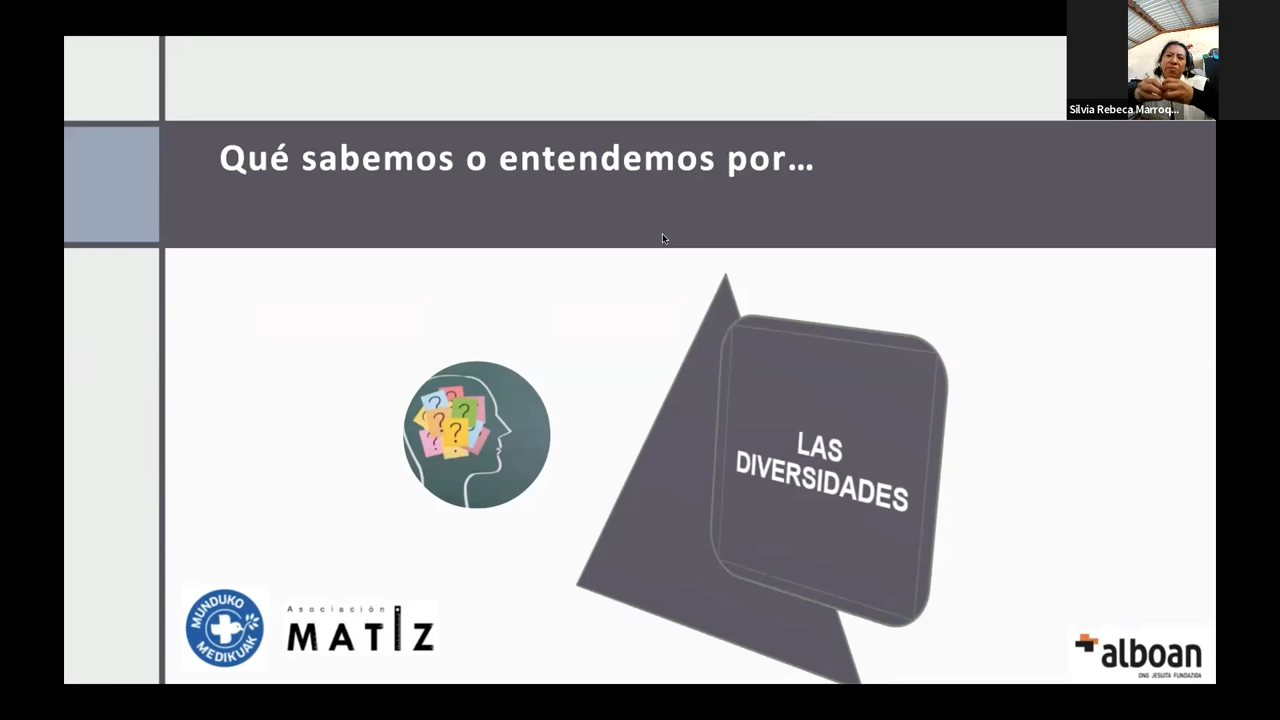 Silvia Rebeca Marroq...
Qué sabemos o entendemos por...
? ? ? ? ? ?
LAS
DIVERSIDADES
MUNDUKO
MEDIKUAK
Asociación
MATIZ
alboan
ONG JESUITA FUNDAZIOA